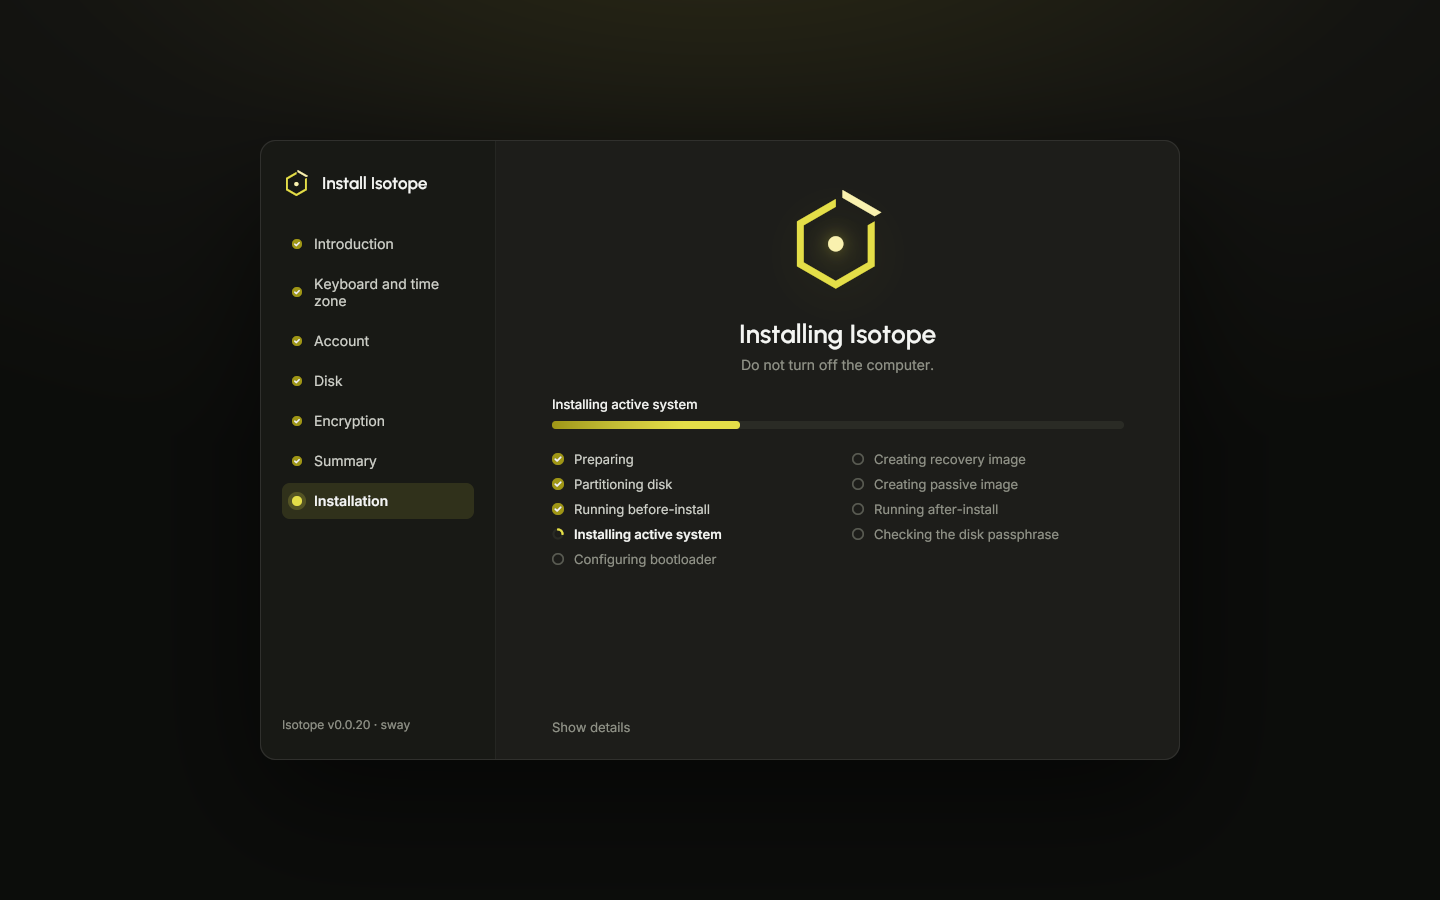 Install Isotope
Introduction
Keyboard and time
zone
Account
Disk
Encryption
Summary
Installation
Isotope v0.0.20 · sway
Installing Isotope
Do not turn off the computer.
Installing active system
Preparing
Partitioning disk
Running before-install
Installing active system
Configuring bootloader
Creating recovery image
Creating passive image
Running after-install
Checking the disk passphrase
Show details